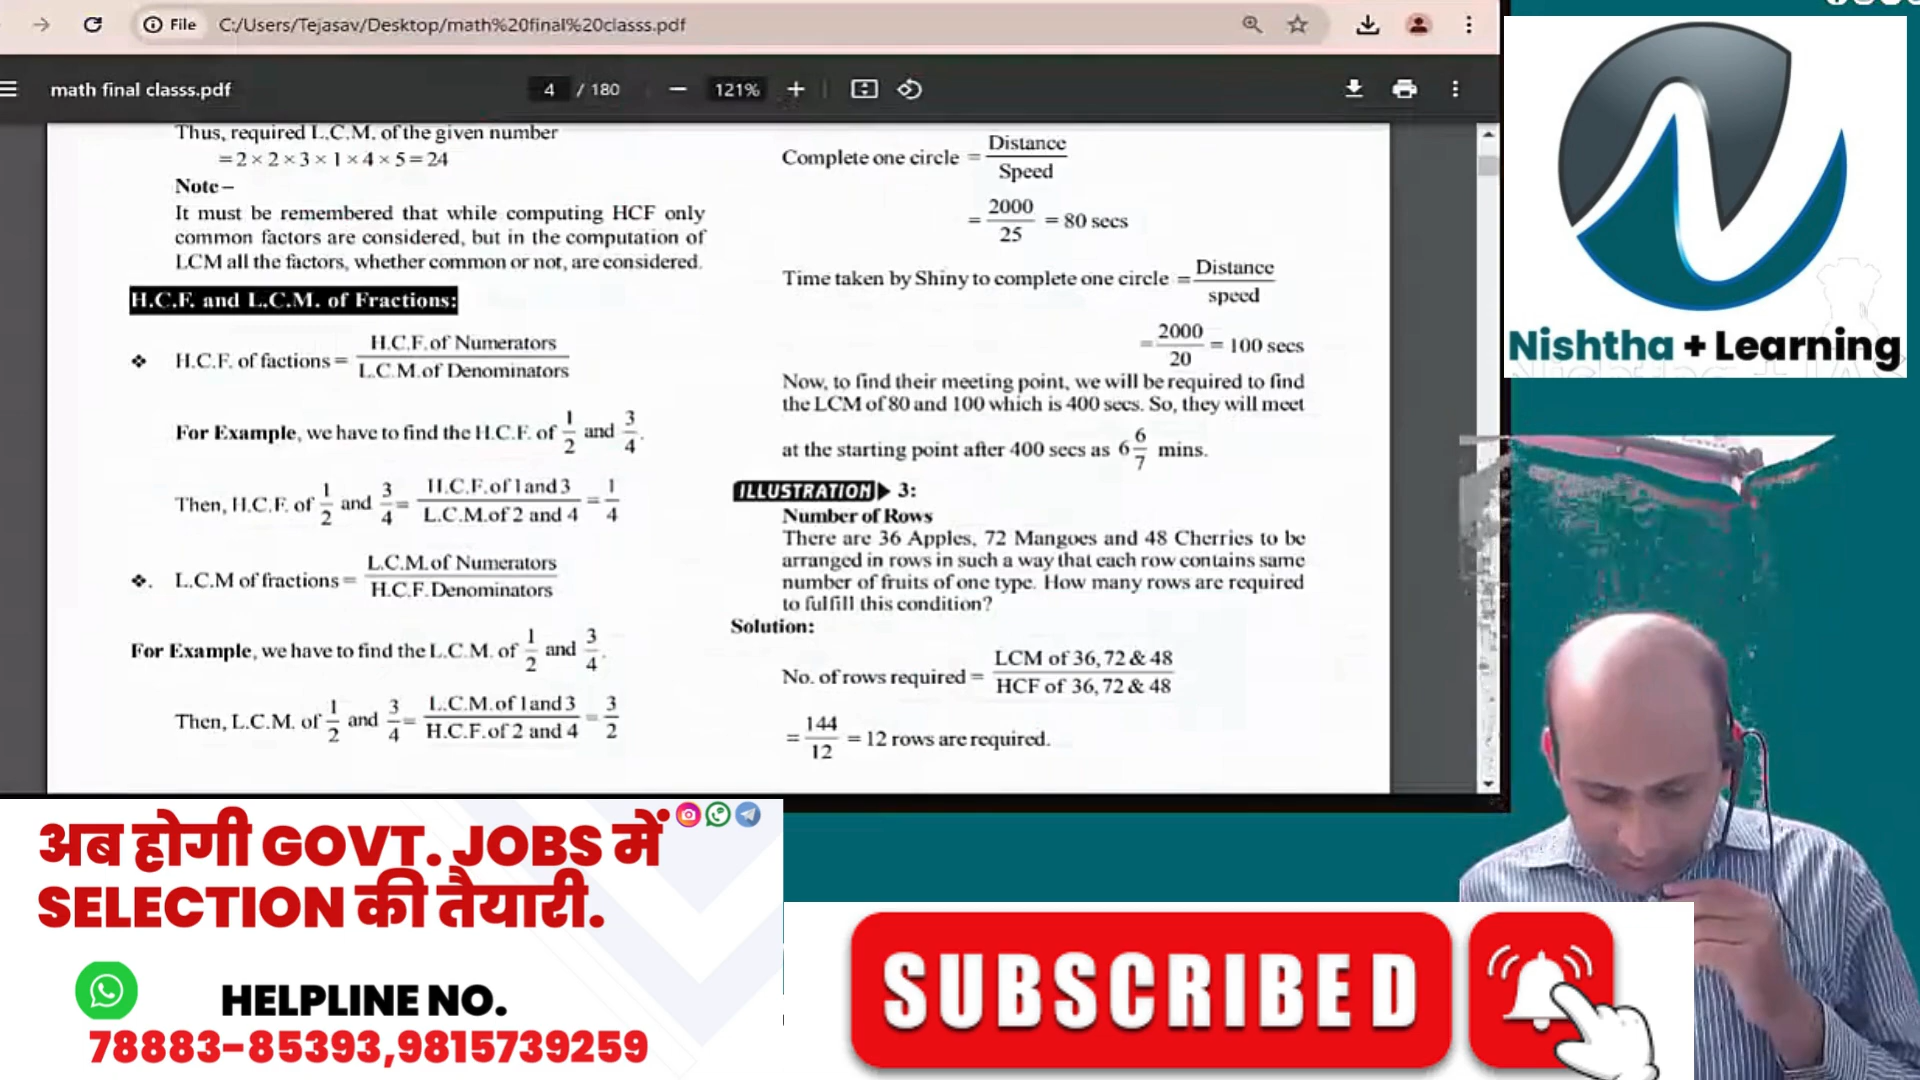 File C:/Users/Tejasav/Desktop/math%20final%20classs.pdf
math final classs.pdf
4 / 180
121%
Thus, required L.C.M. of the given number
= 2 × 2 × 3 × 1 × 4 × 5 = 24
Note –
It must be remembered that while computing HCF only
common factors are considered, but in the computation of
LCM all the factors, whether common or not, are considered.
H.C.F. and L.C.M. of Fractions:
❖ H.C.F. of factions = H.C.F. of Numerators / L.C.M. of Denominators
For Example, we have to find the H.C.F. of 1/2 and 3/4.
Then, H.C.F. of 1/2 and 3/4 = H.C.F. of 1 and 3 / L.C.M. of 2 and 4 = 1/4
❖. L.C.M of fractions = L.C.M. of Numerators / H.C.F. Denominators
For Example, we have to find the L.C.M. of 1/2 and 3/4.
Then, L.C.M. of 1/2 and 3/4 = L.C.M. of 1 and 3 / H.C.F. of 2 and 4 = 3/2
Complete one circle = Distance / Speed
= 2000 / 25 = 80 secs
Time taken by Shiny to complete one circle = Distance / speed
= 2000 / 20 = 100 secs
Now, to find their meeting point, we will be required to find
the LCM of 80 and 100 which is 400 secs. So, they will meet
at the starting point after 400 secs as 6 6/7 mins.
ILLUSTRATION 3:
Number of Rows
There are 36 Apples, 72 Mangoes and 48 Cherries to be
arranged in rows in such a way that each row contains same
number of fruits of one type. How many rows are required
to fulfill this condition?
Solution:
No. of rows required = LCM of 36, 72 & 48 / HCF of 36, 72 & 48
= 144 / 12 = 12 rows are required.
Nishtha + Learning
अब होगी GOVT. JOBS में
SELECTION की तैयारी.
HELPLINE NO.
78883-85393,9815739259
SUBSCRIBED